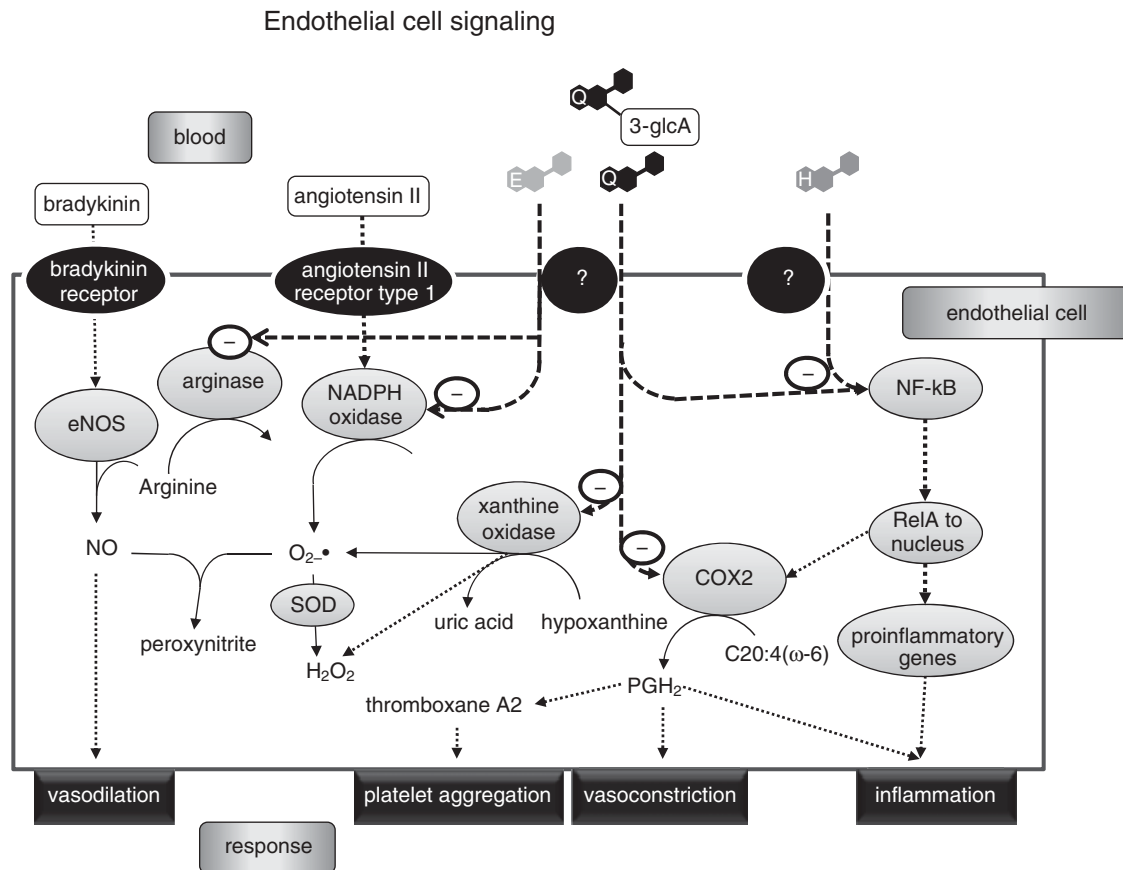 Endothelial cell signaling
Q
3-glcA
blood
E
Q
H
bradykinin
angiotensin II
bradykinin
receptor
angiotensin II
receptor type 1
?
?
endothelial cell
–
arginase
NADPH
oxidase
–
–
NF-kB
eNOS
Arginine
xanthine
oxidase
–
RelA to
nucleus
NO
O₂₋•
–
COX2
SOD
uric acid
hypoxanthine
peroxynitrite
H₂O₂
C20:4(ω-6)
proinflammatory
genes
thromboxane A2
PGH₂
vasodilation
platelet aggregation
vasoconstriction
inflammation
response